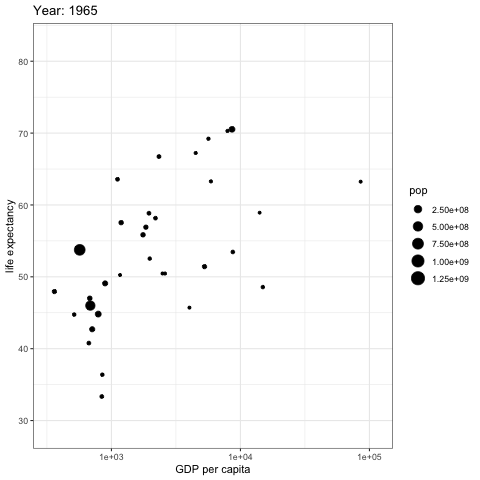 Year: 1965
80
70
60
50
40
30
life expectancy
1e+03
1e+04
1e+05
GDP per capita
pop
2.50e+08
5.00e+08
7.50e+08
1.00e+09
1.25e+09